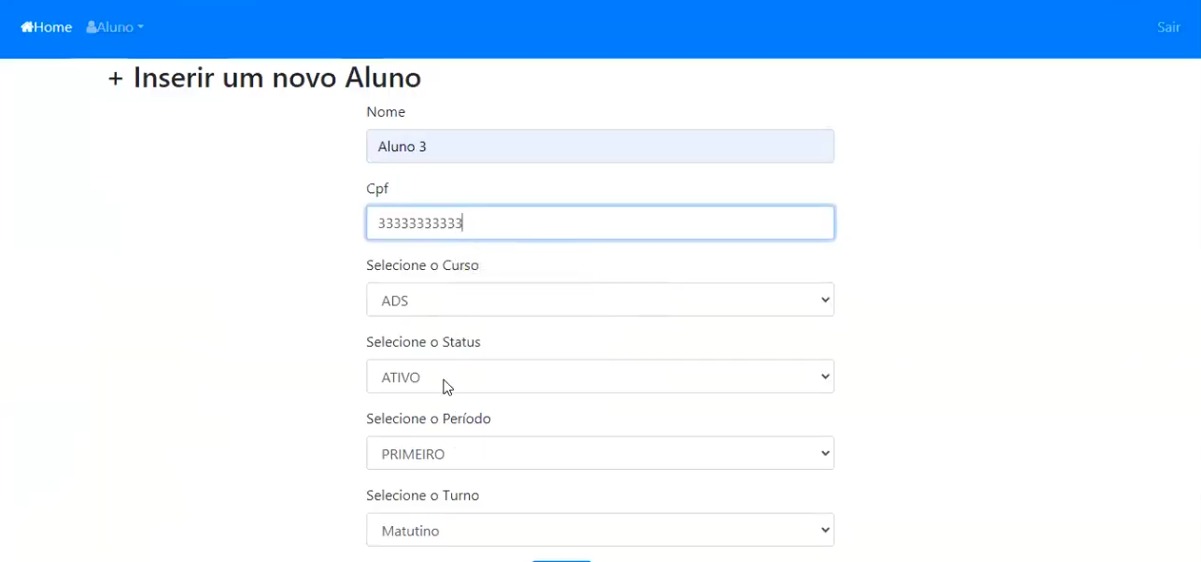 Home Aluno Sair
+ Inserir um novo Aluno
Nome
Aluno 3
Cpf
33333333333
Selecione o Curso
ADS
Selecione o Status
ATIVO
Selecione o Período
PRIMEIRO
Selecione o Turno
Matutino